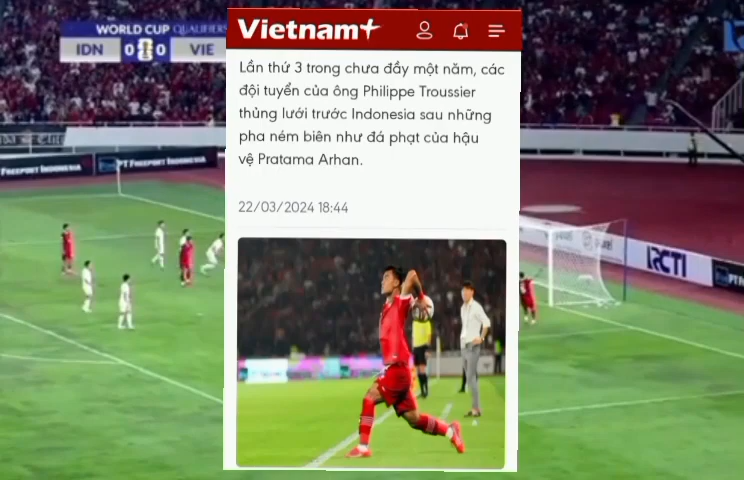 WORLD CUP QUALIFIERS
IDN 0 0 VIE
Vietnam+
Lần thứ 3 trong chưa đầy một năm, các
đội tuyển của ông Philippe Troussier
thủng lưới trước Indonesia sau những
pha ném biên như đá phạt của hậu
vệ Pratama Arhan.
22/03/2024 18:44
PT FREEPORT INDONESIA
PT FREEPORT INDONESIA
RCTI